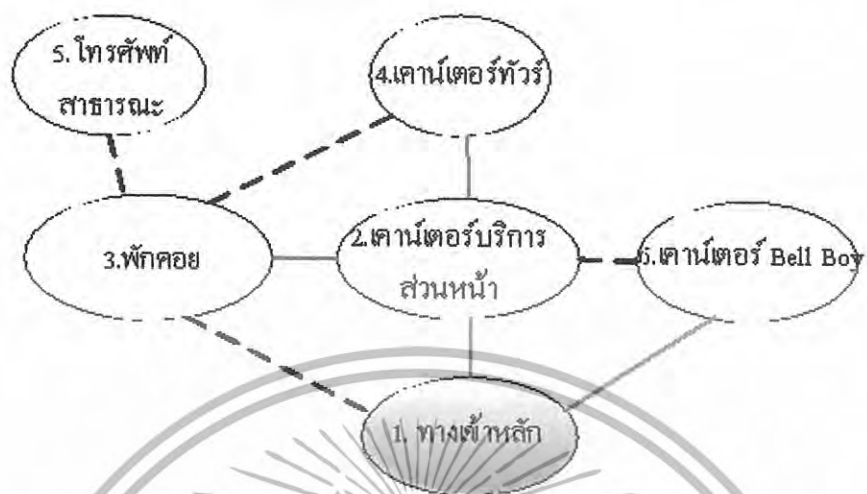 5. โทรศัพท์
สาธารณะ
4.เคาน์เตอร์ทัวร์
3.พักคอย
2.เคาน์เตอร์บริการ
ส่วนหน้า
6.เคาน์เตอร์ Bell Boy
1. ทางเข้าหลัก